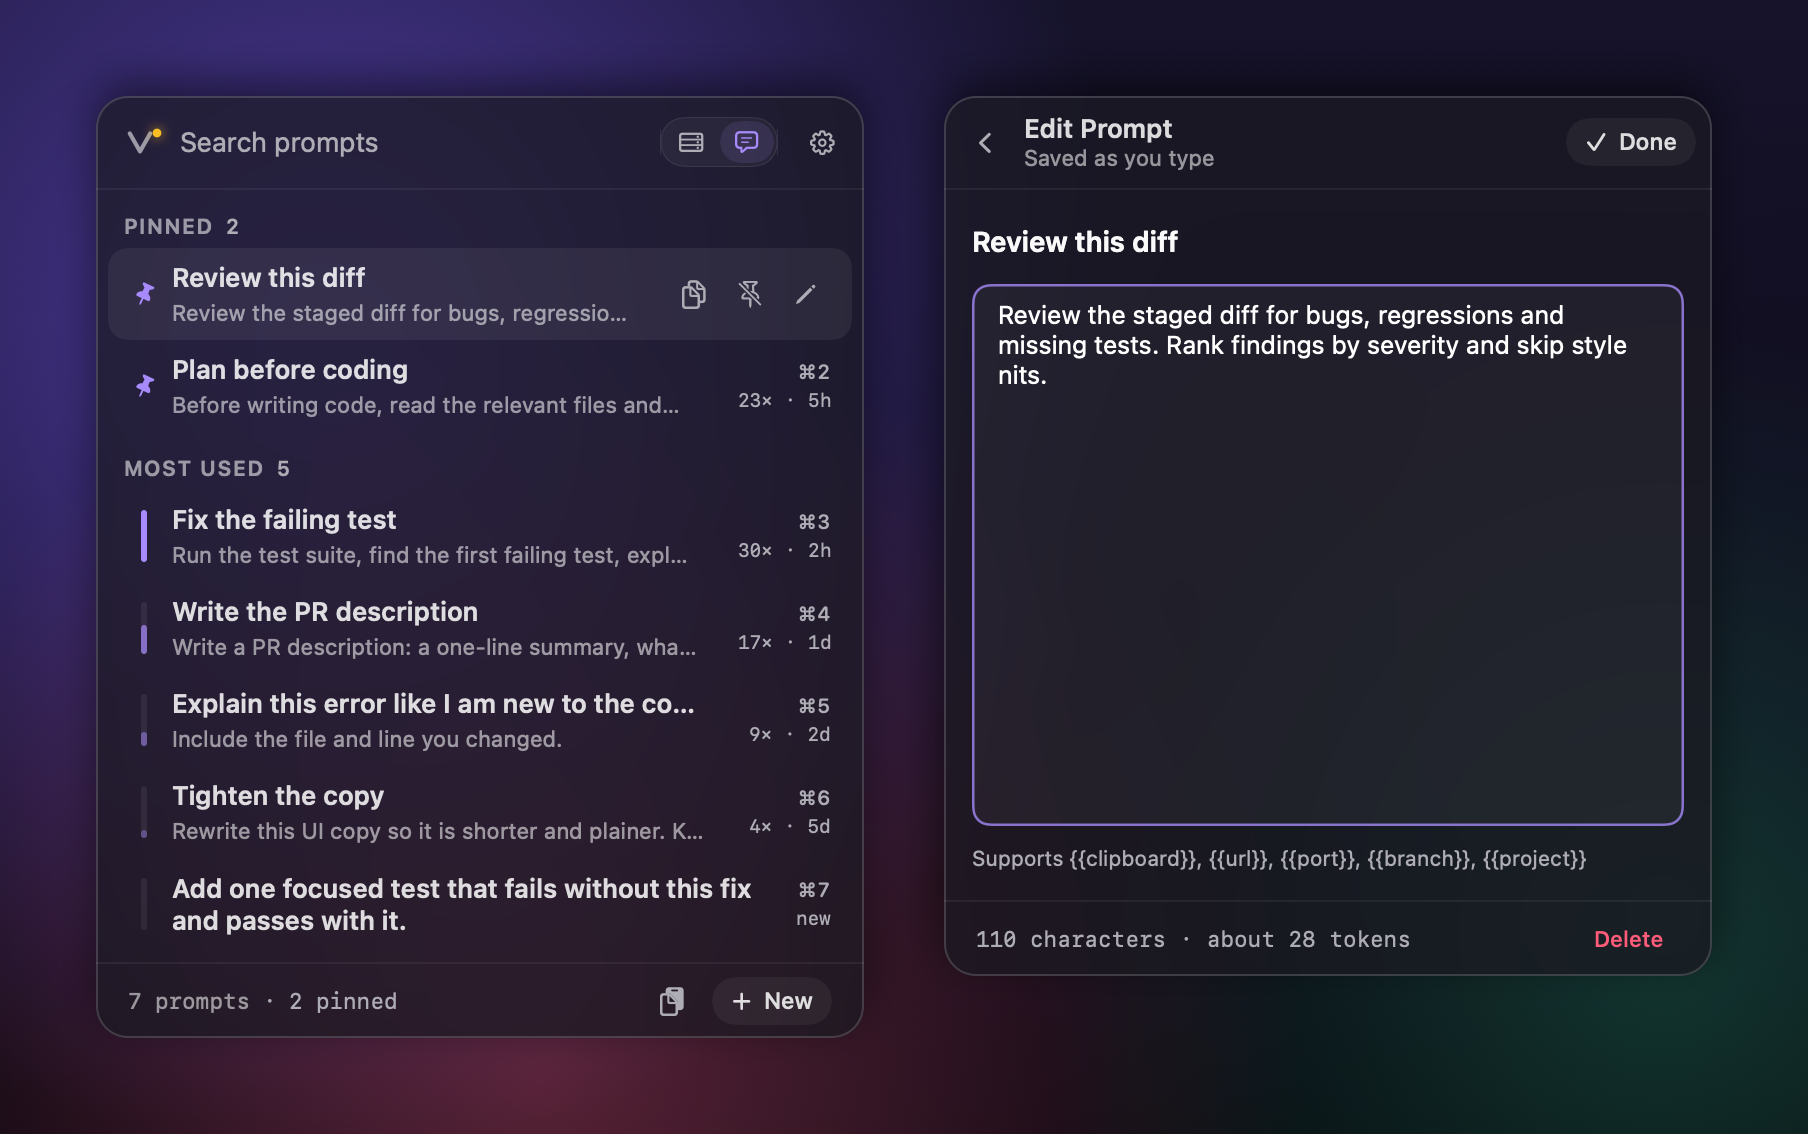 Search prompts
PINNED 2
Review this diff
Review the staged diff for bugs, regressio...
Plan before coding
⌘2
Before writing code, read the relevant files and...
23× · 5h
MOST USED 5
Fix the failing test
⌘3
Run the test suite, find the first failing test, expl...
30× · 2h
Write the PR description
⌘4
Write a PR description: a one-line summary, wha...
17× · 1d
Explain this error like I am new to the co...
⌘5
Include the file and line you changed.
9× · 2d
Tighten the copy
⌘6
Rewrite this UI copy so it is shorter and plainer. K...
4× · 5d
Add one focused test that fails without this fix
and passes with it.
⌘7
new
7 prompts · 2 pinned
+ New
Edit Prompt
Saved as you type
Done
Review this diff
Review the staged diff for bugs, regressions and
missing tests. Rank findings by severity and skip style
nits.
Supports {{clipboard}}, {{url}}, {{port}}, {{branch}}, {{project}}
110 characters · about 28 tokens
Delete